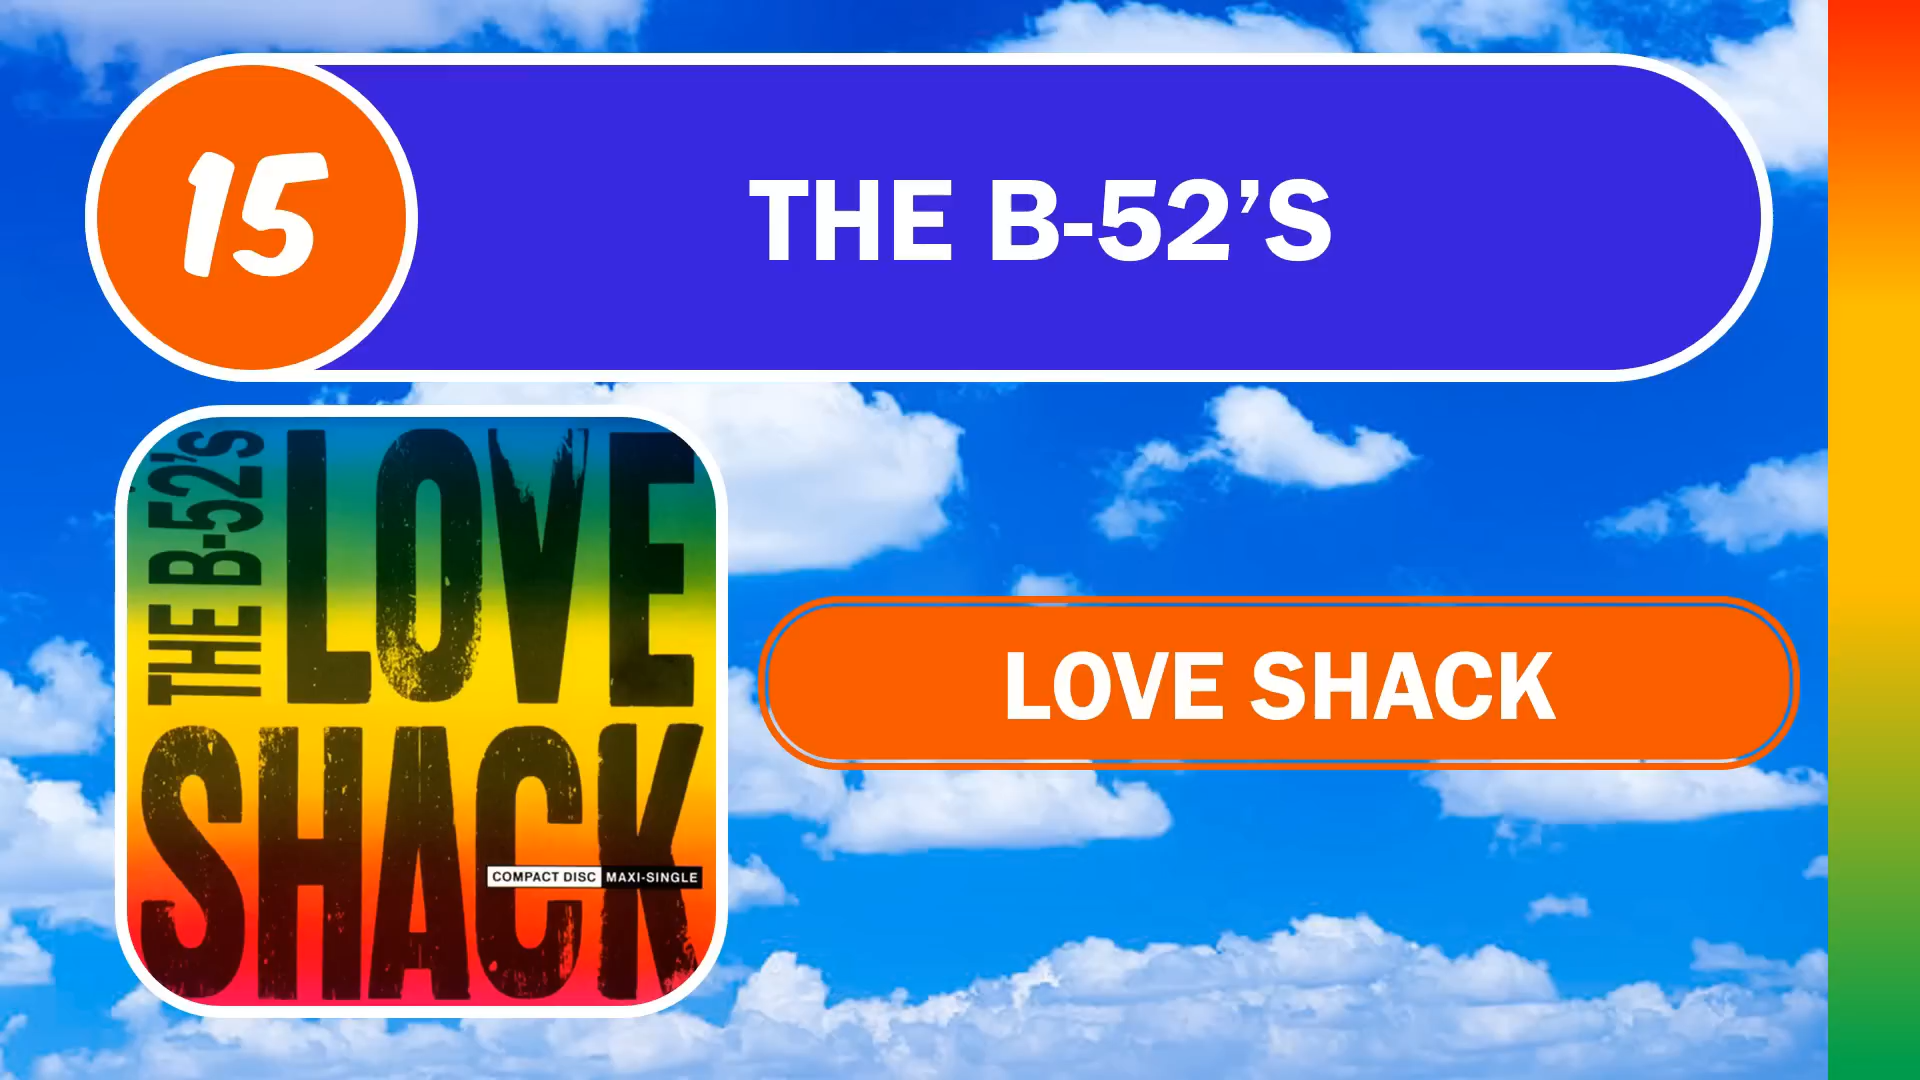 15
THE B-52’S
THE B-52's
LOVE
SHACK
COMPACT DISC MAXI-SINGLE
LOVE SHACK